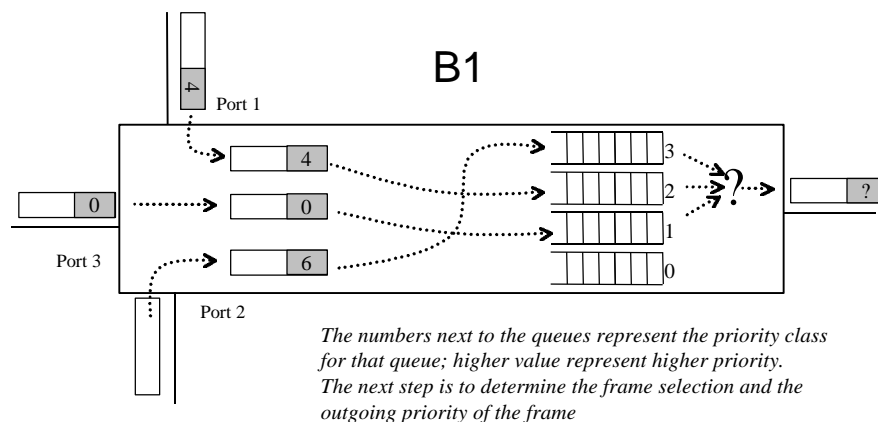 B1
4
Port 1
4
3
0
0
2
?
?
1
Port 3
6
0
Port 2
The numbers next to the queues represent the priority class
for that queue; higher value represent higher priority.
The next step is to determine the frame selection and the
outgoing priority of the frame